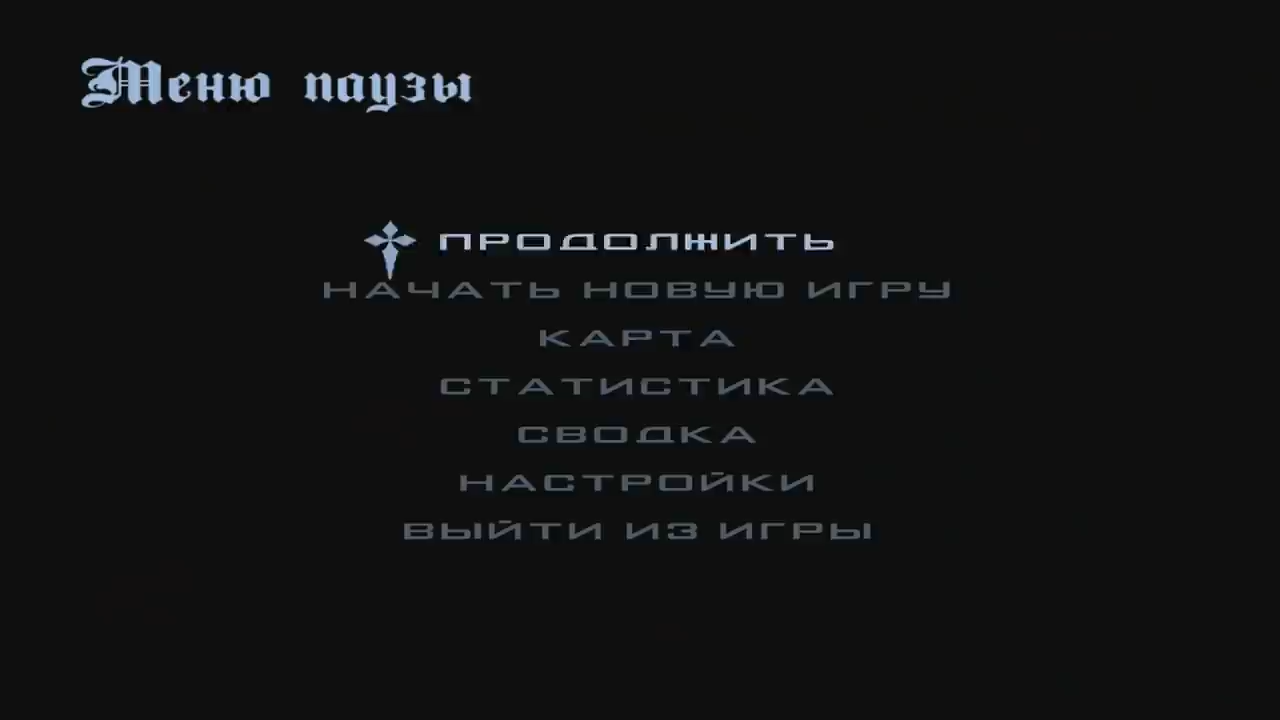 Меню паузы
ПРОДОЛЖИТЬ
НАЧАТЬ НОВУЮ ИГРУ
КАРТА
СТАТИСТИКА
СВОДКА
НАСТРОЙКИ
ВЫЙТИ ИЗ ИГРЫ